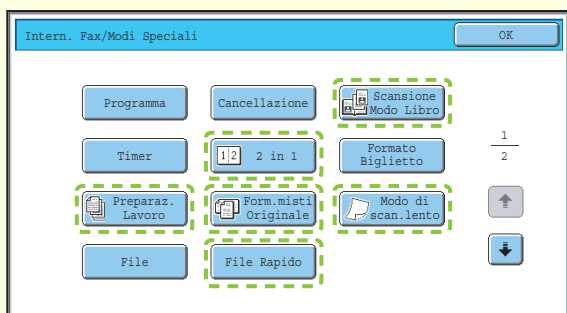 Intern. Fax/Modi Speciali
OK
Programma
Cancellazione
Scansione
Modo Libro
Timer
1 2
2 in 1
Formato
Biglietto
1
2
Preparaz.
Lavoro
Form.misti
Originale
Modo di
scan.lento
File
File Rapido